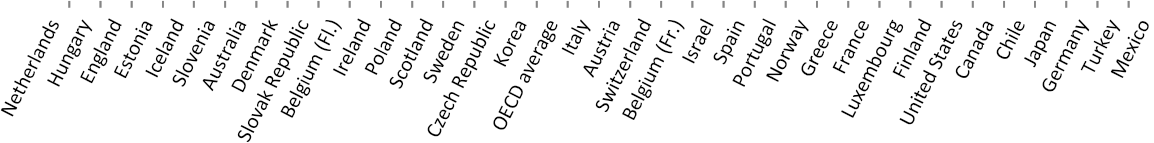 Netherlands
Hungary
England
Estonia
Iceland
Slovenia
Australia
Denmark
Slovak Republic
Belgium (Fl.)
Ireland
Poland
Scotland
Sweden
Czech Republic
Korea
OECD average
Italy
Austria
Switzerland
Belgium (Fr.)
Israel
Spain
Portugal
Norway
Greece
France
Luxembourg
Finland
United States
Canada
Chile
Japan
Germany
Turkey
Mexico